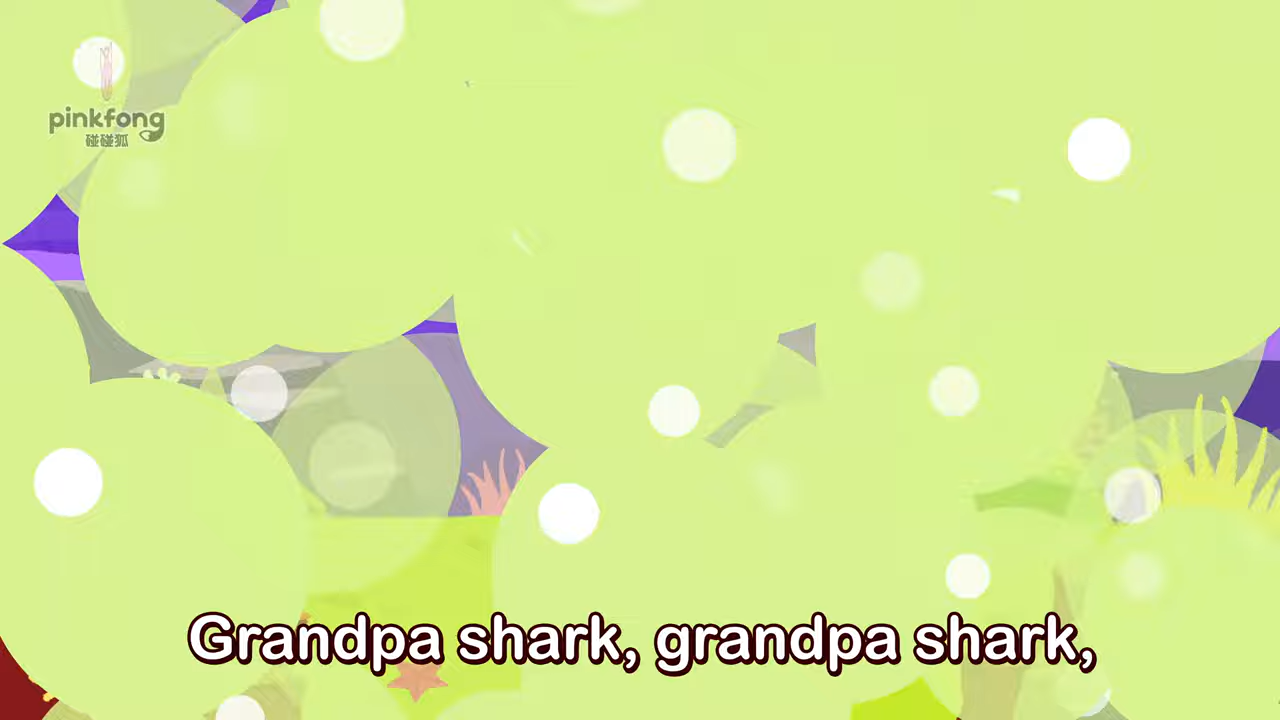 pinkfong
碰碰狐
Grandpa shark, grandpa shark,